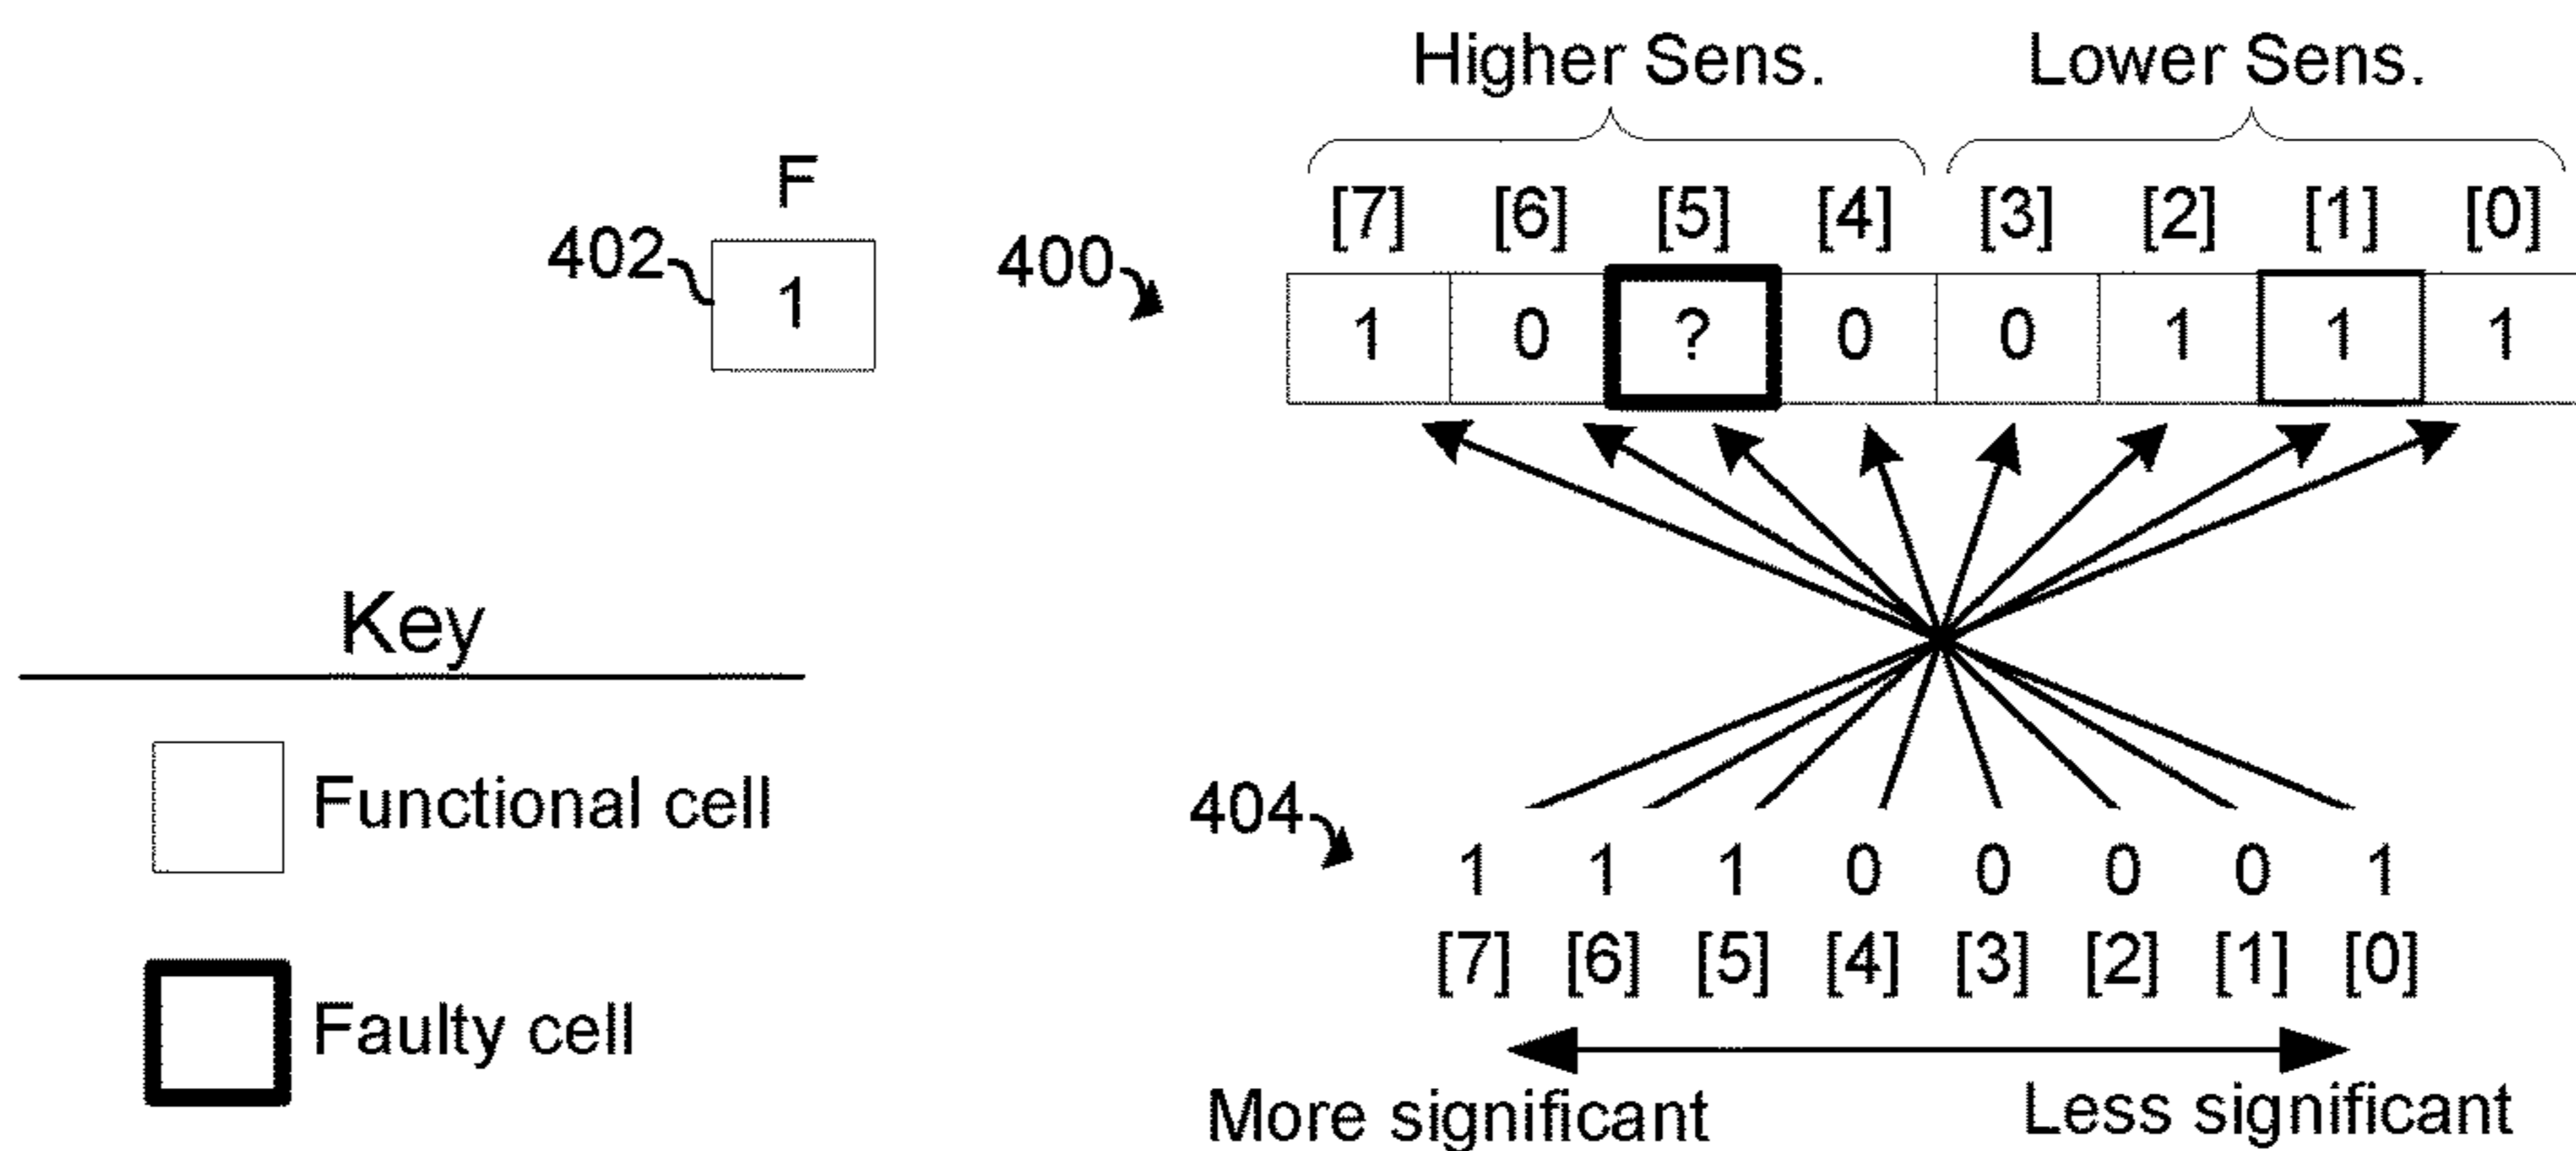 Higher Sens. Lower Sens.
F
402
1
400
[7] [6] [5] [4] [3] [2] [1] [0]
1 0 ? 0 0 1 1 1
Key
Functional cell
Faulty cell
404
1 1 1 0 0 0 0 1
[7] [6] [5] [4] [3] [2] [1] [0]
More significant Less significant